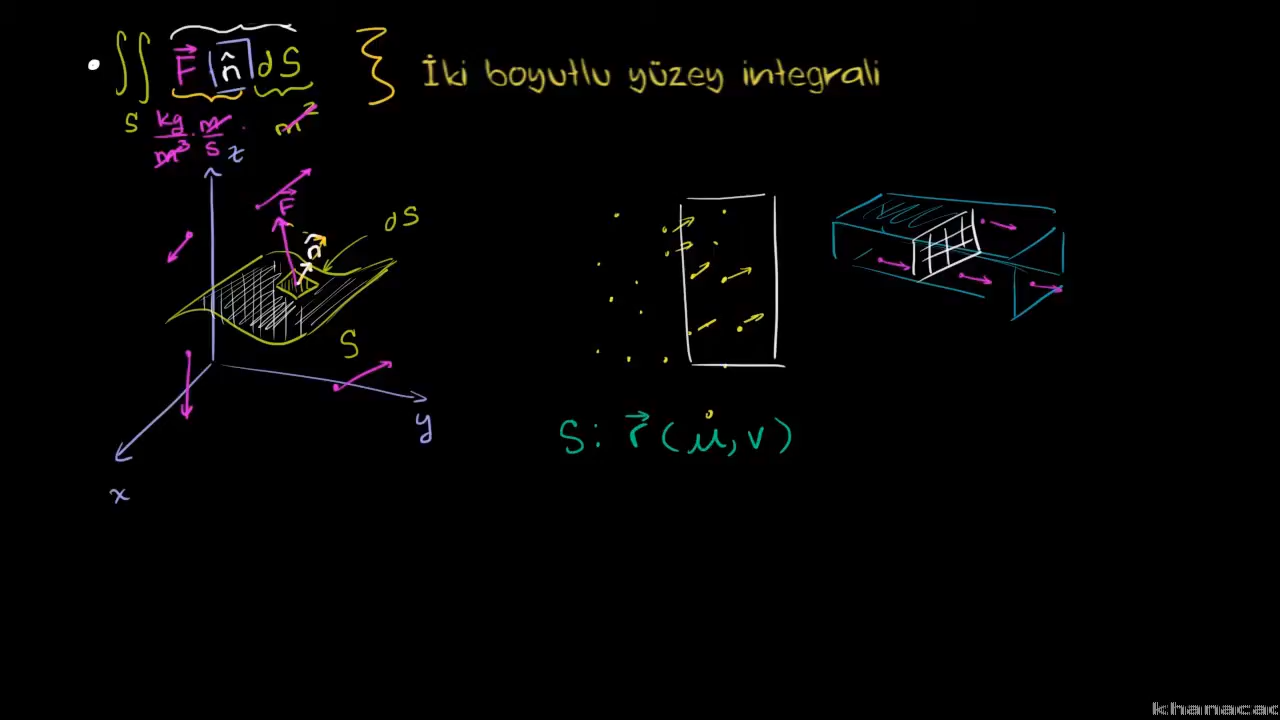 ∬ F⃗ · n̂ dS } İki boyutlu yüzey integrali
S kg/m³ · m/s · m²
z
F⃗
n̂
dS
S
y
x
S: r⃗(u, v)
khanacac